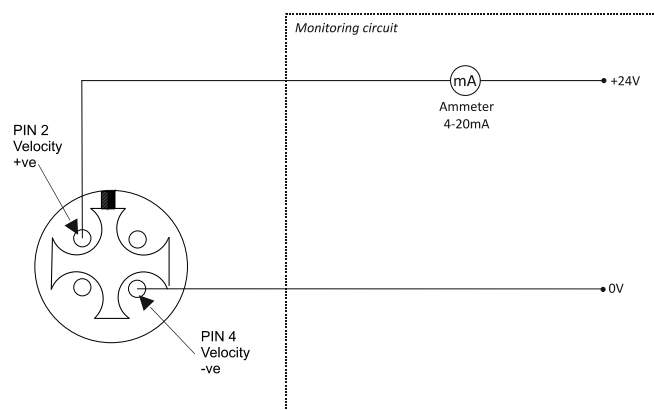 Monitoring circuit
mA
+24V
Ammeter
4-20mA
PIN 2
Velocity
+ve
0V
PIN 4
Velocity
-ve